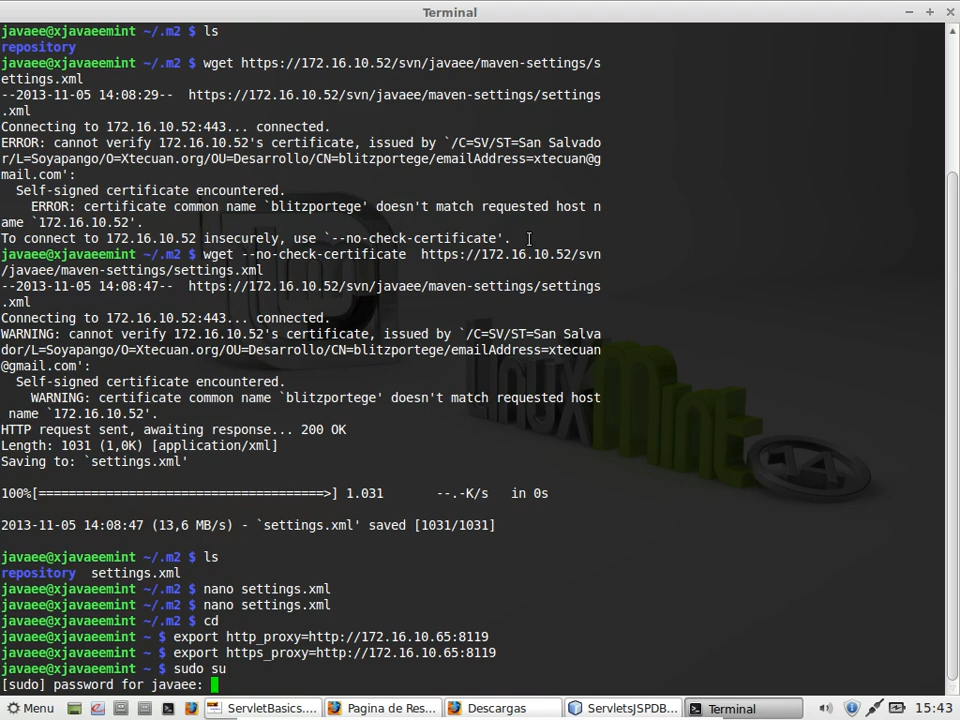 Terminal
javaee@xjavaeemint ~/.m2 $ ls
repository
javaee@xjavaeemint ~/.m2 $ wget https://172.16.10.52/svn/javaee/maven-settings/s
ettings.xml
--2013-11-05 14:08:29--  https://172.16.10.52/svn/javaee/maven-settings/settings
.xml
Connecting to 172.16.10.52:443... connected.
ERROR: cannot verify 172.16.10.52's certificate, issued by `/C=SV/ST=San Salvado
r/L=Soyapango/O=Xtecuan.org/OU=Desarrollo/CN=blitzportege/emailAddress=xtecuan@g
mail.com':
  Self-signed certificate encountered.
    ERROR: certificate common name `blitzportege' doesn't match requested host n
ame `172.16.10.52'.
To connect to 172.16.10.52 insecurely, use `--no-check-certificate'.
javaee@xjavaeemint ~/.m2 $ wget --no-check-certificate  https://172.16.10.52/svn
/javaee/maven-settings/settings.xml
--2013-11-05 14:08:47--  https://172.16.10.52/svn/javaee/maven-settings/settings
.xml
Connecting to 172.16.10.52:443... connected.
WARNING: cannot verify 172.16.10.52's certificate, issued by `/C=SV/ST=San Salva
dor/L=Soyapango/O=Xtecuan.org/OU=Desarrollo/CN=blitzportege/emailAddress=xtecuan
@gmail.com':
  Self-signed certificate encountered.
    WARNING: certificate common name `blitzportege' doesn't match requested host
 name `172.16.10.52'.
HTTP request sent, awaiting response... 200 OK
Length: 1031 (1,0K) [application/xml]
Saving to: `settings.xml'
100%[======================================>] 1.031       --.-K/s   in 0s
2013-11-05 14:08:47 (13,6 MB/s) - `settings.xml' saved [1031/1031]
javaee@xjavaeemint ~/.m2 $ ls
repository  settings.xml
javaee@xjavaeemint ~/.m2 $ nano settings.xml
javaee@xjavaeemint ~/.m2 $ nano settings.xml
javaee@xjavaeemint ~/.m2 $ cd
javaee@xjavaeemint ~ $ export http_proxy=http://172.16.10.65:8119
javaee@xjavaeemint ~ $ export https_proxy=http://172.16.10.65:8119
javaee@xjavaeemint ~ $ sudo su
[sudo] password for javaee:
linuxmint
14
Menu ServletBasics.... Pagina de Res... Descargas ServletsJSPDB... Terminal 15:43